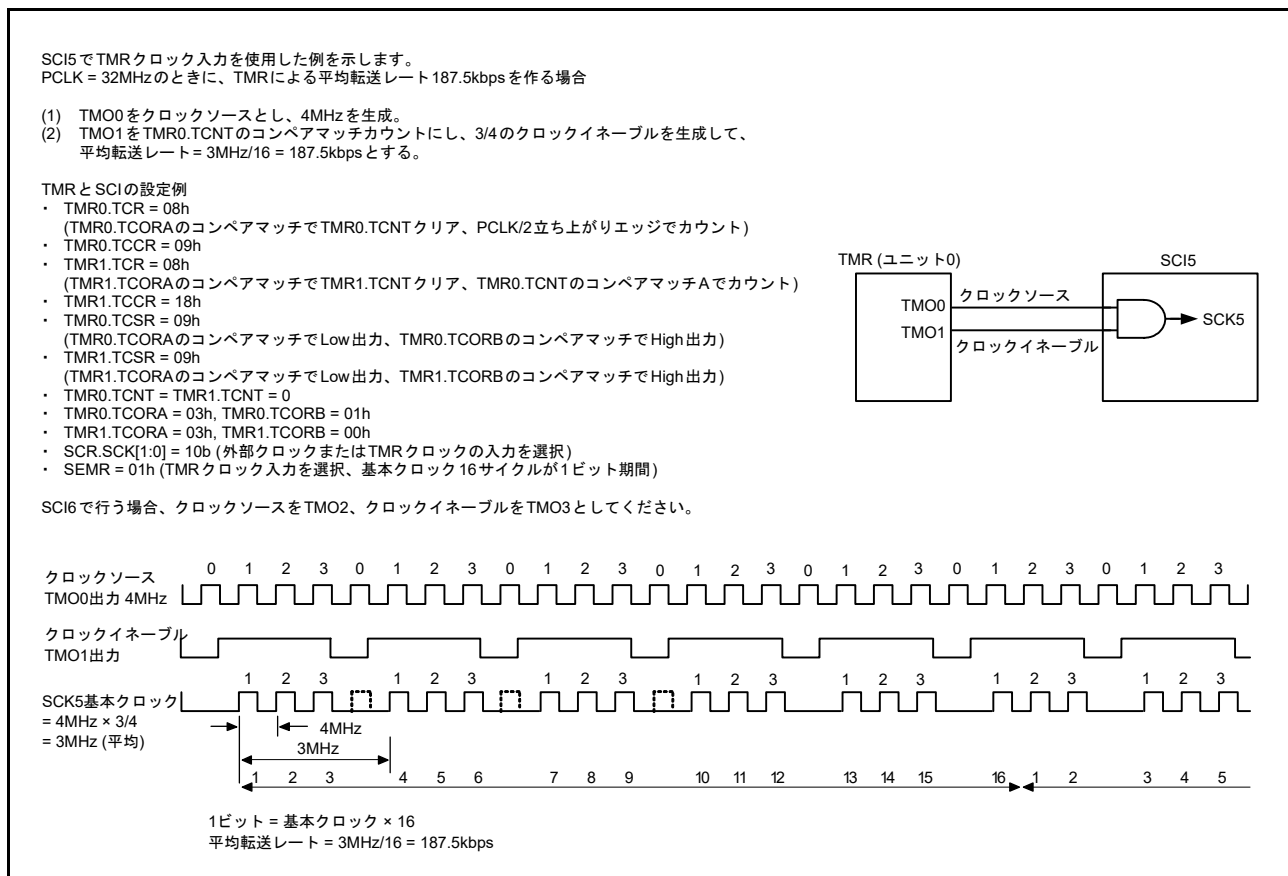 SCI5でTMRクロック入力を使用した例を示します。
PCLK = 32MHzのときに、TMRによる平均転送レート187.5kbpsを作る場合
(1) TMO0をクロックソースとし、4MHzを生成。
(2) TMO1をTMR0.TCNTのコンペアマッチカウントにし、3/4のクロックイネーブルを生成して、
平均転送レート= 3MHz/16 = 187.5kbpsとする。
TMRとSCIの設定例
・ TMR0.TCR = 08h
(TMR0.TCORAのコンペアマッチでTMR0.TCNTクリア、PCLK/2立ち上がりエッジでカウント)
・ TMR0.TCCR = 09h
・ TMR1.TCR = 08h
(TMR1.TCORAのコンペアマッチでTMR1.TCNTクリア、TMR0.TCNTのコンペアマッチAでカウント)
・ TMR1.TCCR = 18h
・ TMR0.TCSR = 09h
(TMR0.TCORAのコンペアマッチでLow出力、TMR0.TCORBのコンペアマッチでHigh出力)
・ TMR1.TCSR = 09h
(TMR1.TCORAのコンペアマッチでLow出力、TMR1.TCORBのコンペアマッチでHigh出力)
・ TMR0.TCNT = TMR1.TCNT = 0
・ TMR0.TCORA = 03h, TMR0.TCORB = 01h
・ TMR1.TCORA = 03h, TMR1.TCORB = 00h
・ SCR.SCK[1:0] = 10b (外部クロックまたはTMRクロックの入力を選択)
・ SEMR = 01h (TMRクロック入力を選択、基本クロック16サイクルが1ビット期間)
SCI6で行う場合、クロックソースをTMO2、クロックイネーブルをTMO3としてください。
TMR (ユニット0)
SCI5
TMO0
クロックソース
SCK5
TMO1
クロックイネーブル
0 1 2 3 0 1 2 3 0 1 2 3 0 1 2 3 0 1 2 3 0 1 2 3 0 1 2 3
クロックソース
TMO0出力 4MHz
クロックイネーブル
TMO1出力
1 2 3 1 2 3 1 2 3 1 2 3 1 2 3 1 2 3 1 2 3
SCK5基本クロック
= 4MHz × 3/4
= 3MHz (平均)
4MHz
3MHz
1 2 3 4 5 6 7 8 9 10 11 12 13 14 15 16 1 2 3 4 5
1ビット = 基本クロック × 16
平均転送レート = 3MHz/16 = 187.5kbps